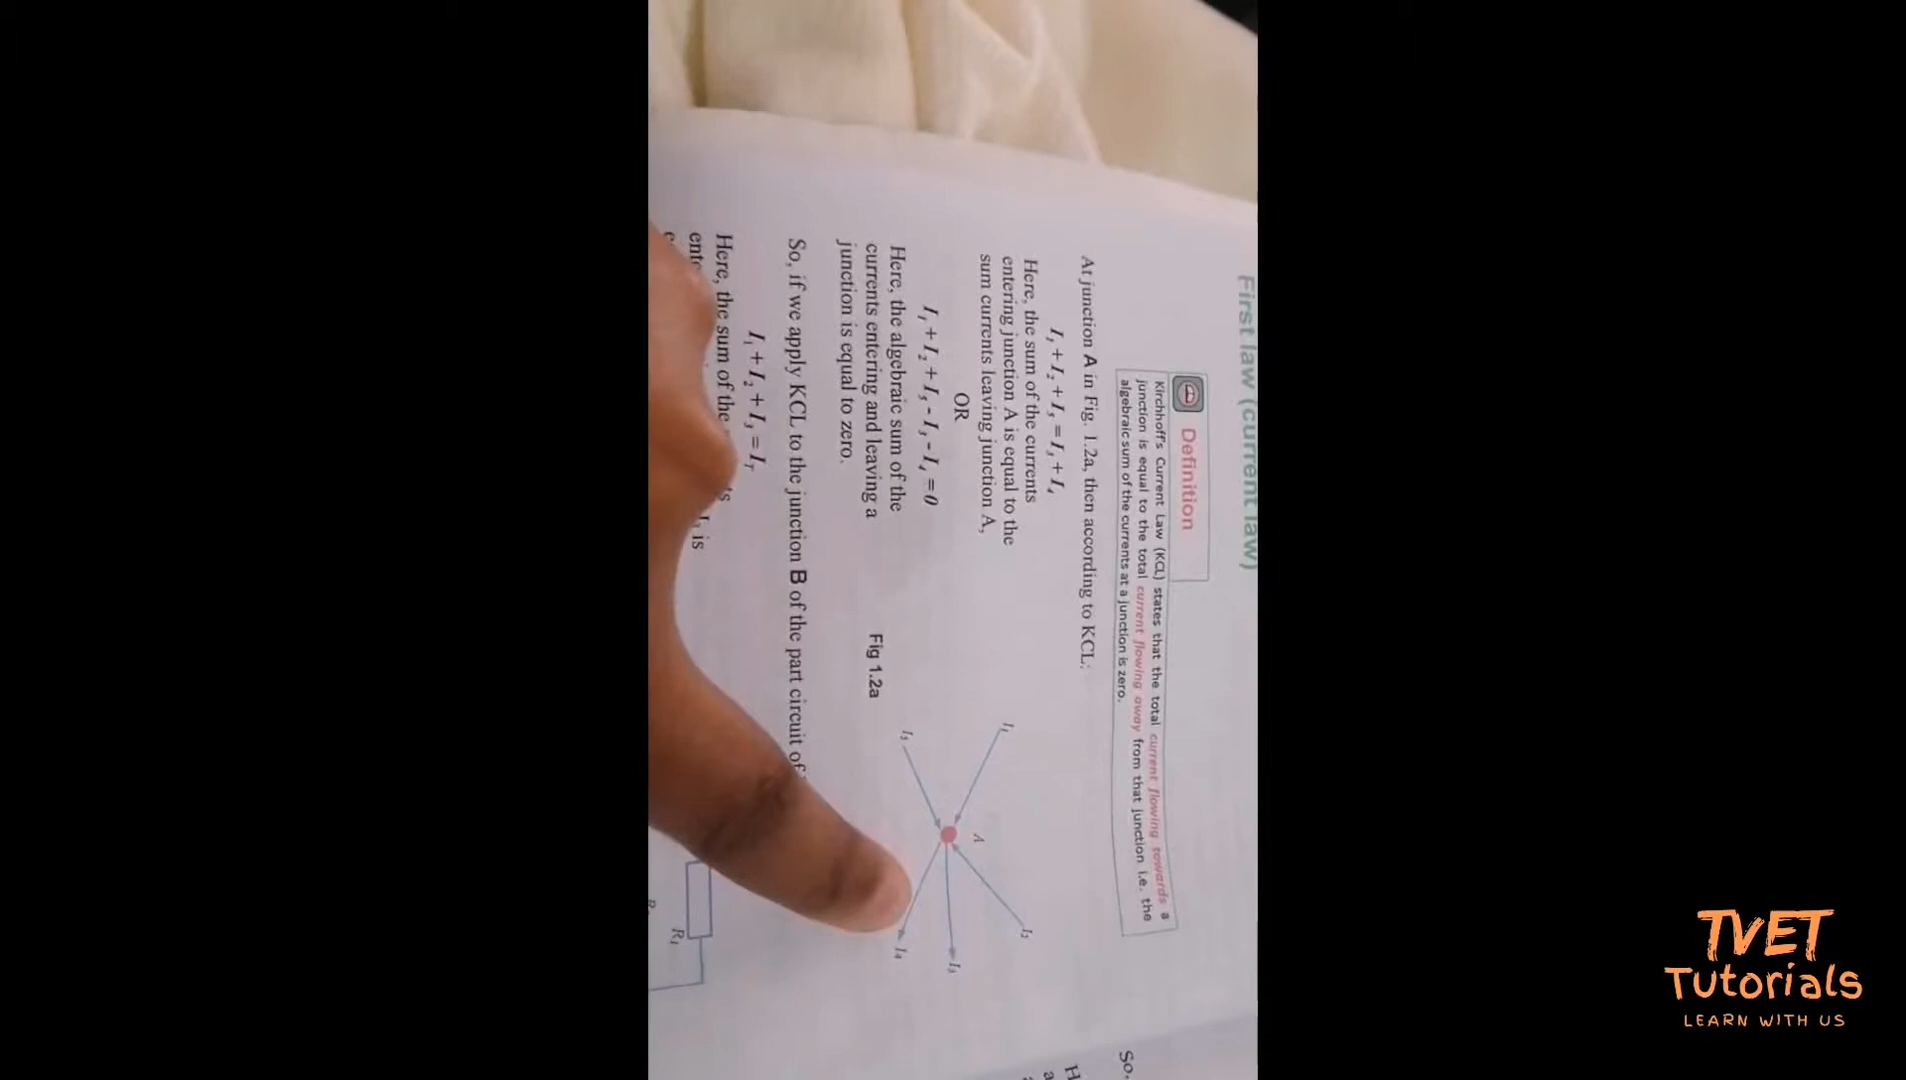 First law (current law)
Definition
Kirchhoff's Current Law (KCL) states that the total current flowing towards a
junction is equal to the total current flowing away from that junction i.e. the
algebraic sum of the currents at a junction is zero.
At junction A in Fig. 1.2a, then according to KCL:
I₁ + I₂ + I₅ = I₃ + I₄
Here, the sum of the currents
entering junction A is equal to the
sum currents leaving junction A,
OR
I₁ + I₂ + I₅ - I₃ - I₄ = 0
Here, the algebraic sum of the
currents entering and leaving a
junction is equal to zero.
I₁
I₂
A
I₃
I₅
I₄
Fig 1.2a
So, if we apply KCL to the junction B of the part circuit of
I₁ + I₂ + I₃ = I_T
Here, the sum of the
is
R₁
So,
TVET
Tutorials
LEARN WITH US